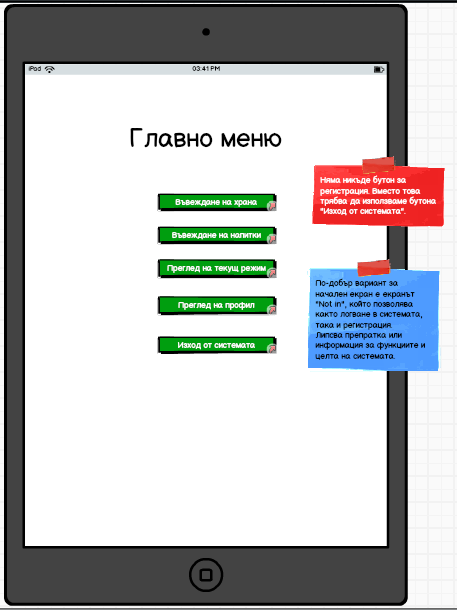 iPod 03:41 PM
Главно меню
Въвеждане на храна
Въвеждане на напитки
Преглед на текущ режим
Преглед на профил
Изход от системата
Няма никъде бутон за
регистрация. Вместо това
трябва да използваме бутона
"Изход от системата".
По-добър вариант за
начален екран е екранът
"Not in", който позволява
както логване в системата,
така и регистрация.
Липсва препратка или
информация за функциите и
целта на системата.